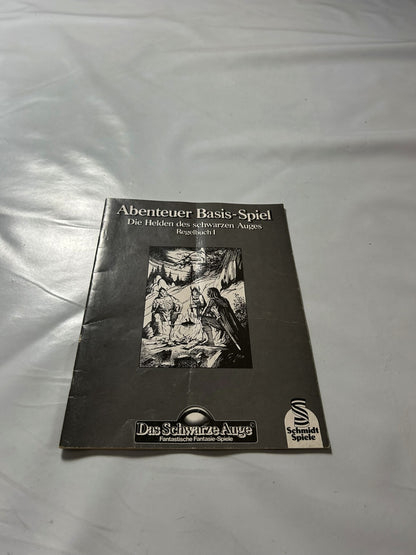 Abenteuer Basis-Spiel
Die Helden des schwarzen Auges
Regelbuch I
Das Schwarze Auge
Fantastische Fantasie-Spiele
Schmidt
Spiele